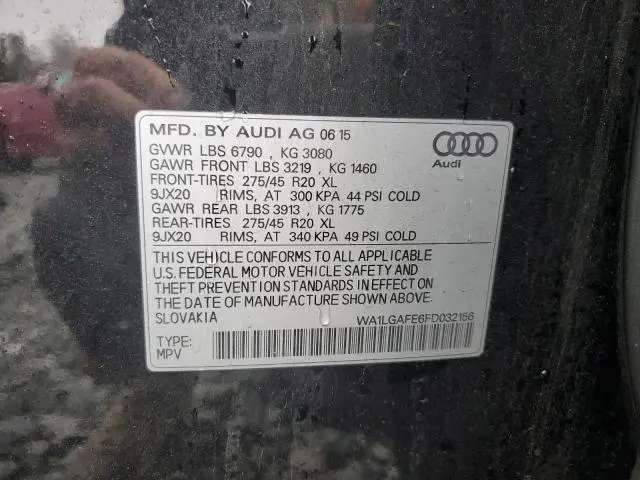 MFD. BY AUDI AG 06 15
GVWR LBS 6790 , KG 3080
GAWR FRONT LBS 3219 , KG 1460
FRONT-TIRES 275/45 R20 XL
9JX20 RIMS, AT 300 KPA 44 PSI COLD
GAWR REAR LBS 3913 , KG 1775
REAR-TIRES 275/45 R20 XL
9JX20 RIMS, AT 340 KPA 49 PSI COLD
Audi
THIS VEHICLE CONFORMS TO ALL APPLICABLE
U.S. FEDERAL MOTOR VEHICLE SAFETY AND
THEFT PREVENTION STANDARDS IN EFFECT ON
THE DATE OF MANUFACTURE SHOWN ABOVE.
SLOVAKIA WA1LGAFE6FD032156
TYPE:
MPV